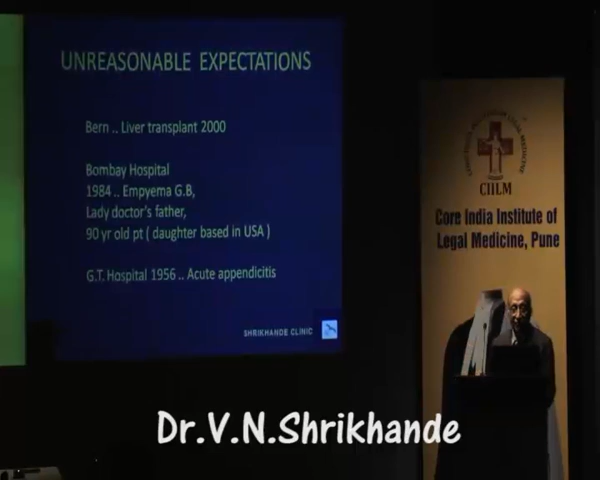 UNREASONABLE EXPECTATIONS
Bern .. Liver transplant 2000
Bombay Hospital
1984 .. Empyema G.B,
Lady doctor's father,
90 yr old pt ( daughter based in USA )
G.T. Hospital 1956 .. Acute appendicitis
SHRIKHANDE CLINIC
CIILM
Core India Institute of
Legal Medicine, Pune
Dr.V.N.Shrikhande